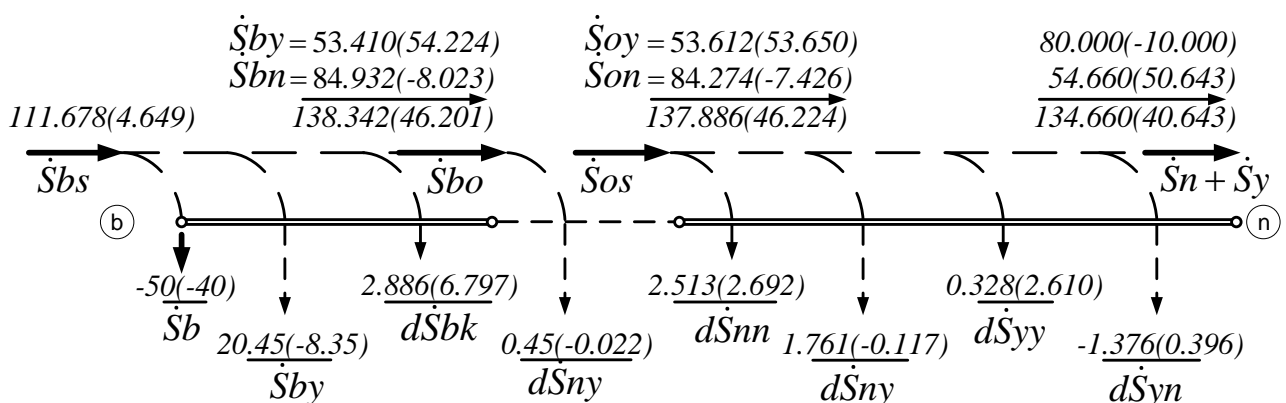 Ṡby = 53.410(54.224)
Ṡbn = 84.932(-8.023)
138.342(46.201)
Ṡoy = 53.612(53.650)
Ṡon = 84.274(-7.426)
137.886(46.224)
80.000(-10.000)
54.660(50.643)
134.660(40.643)
111.678(4.649)
Ṡbs
Ṡbo
Ṡos
Ṡn + Ṡy
b
n
-50(-40)
Ṡb
20.45(-8.35)
Ṡby
2.886(6.797)
dṠbk
0.45(-0.022)
dṠny
2.513(2.692)
dṠnn
1.761(-0.117)
dṠny
0.328(2.610)
dṠyy
-1.376(0.396)
dṠyn